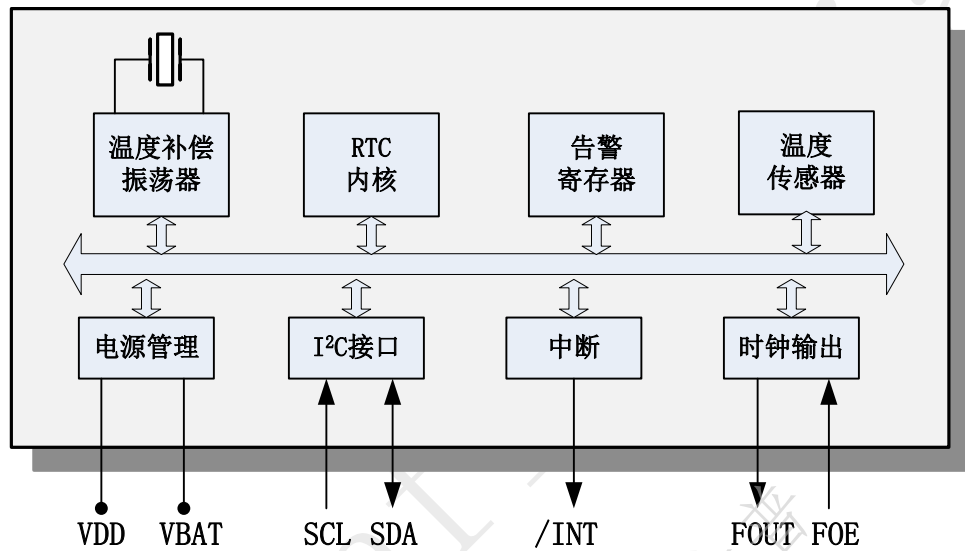 温度补偿
振荡器
RTC
内核
告警
寄存器
温度
传感器
电源管理
I²C接口
中断
时钟输出
VDD
VBAT
SCL
SDA
/INT
FOUT
FOE